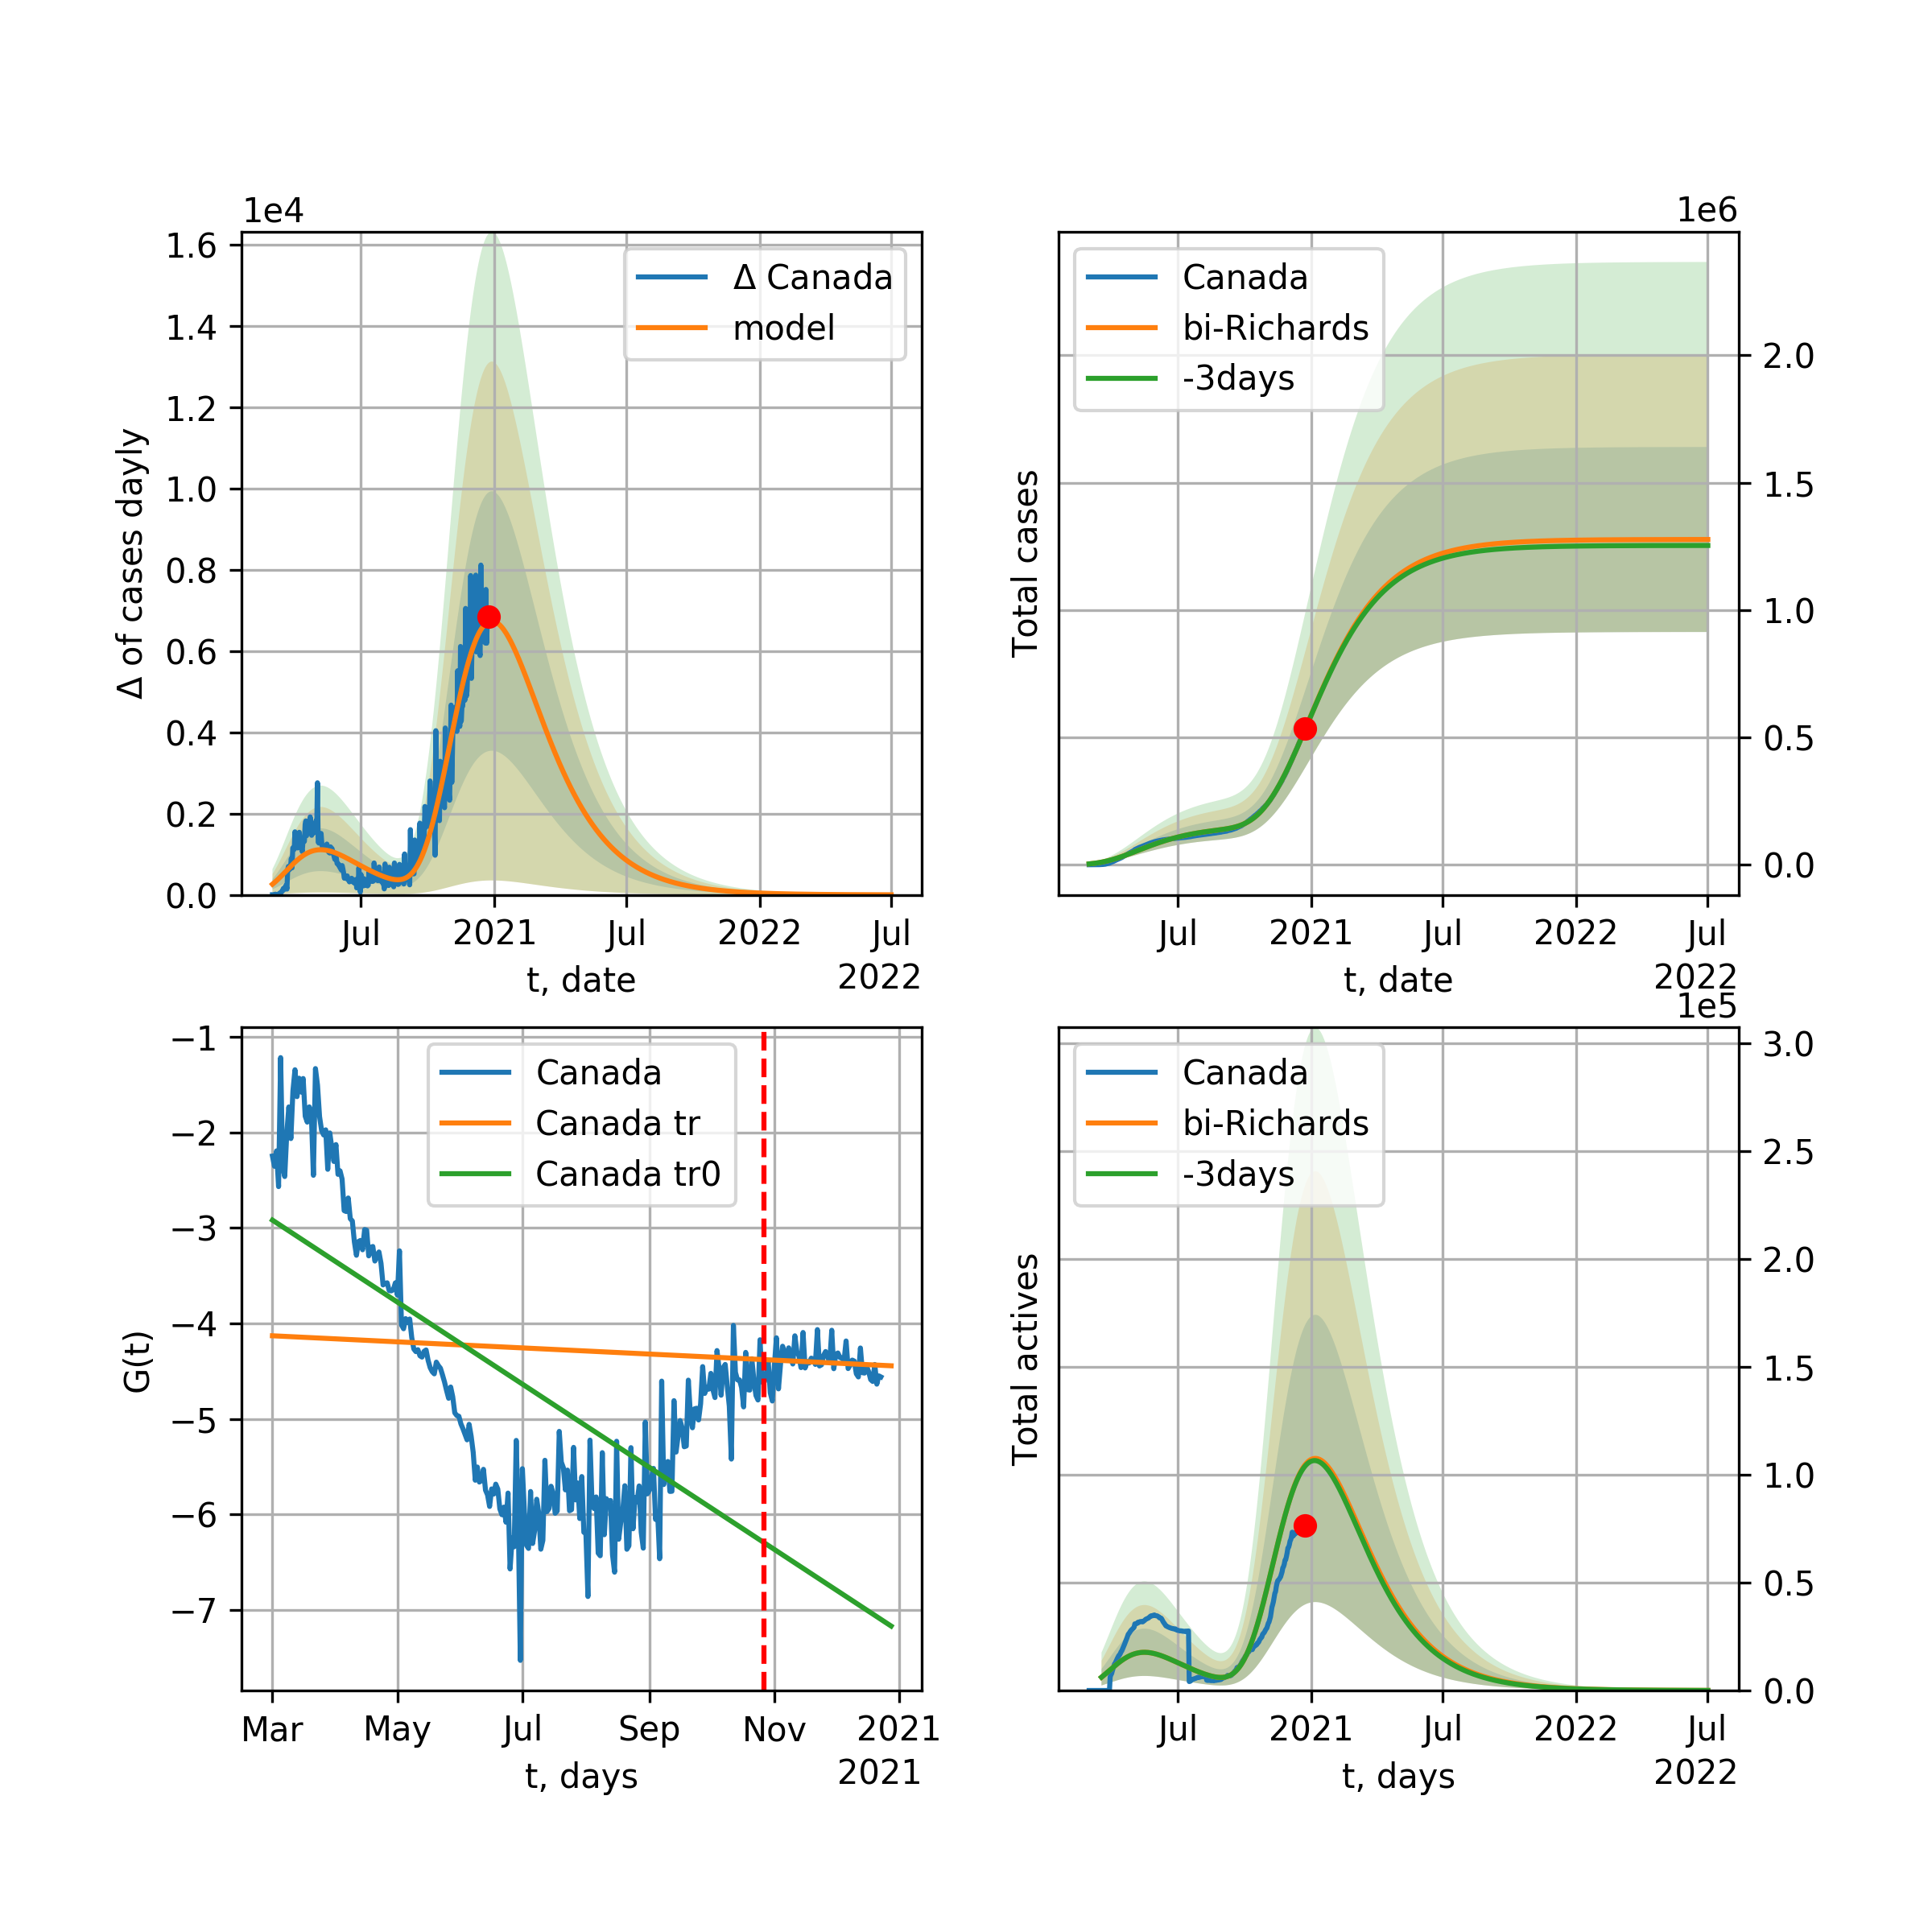 1e4
1.6
1.4
1.2
1.0
0.8
0.6
0.4
0.2
0.0
Δ of cases dayly
Δ Canada
model
Jul
2021
Jul
2022
Jul
t, date
2022
1e6
Total cases
Canada
bi-Richards
-3days
2.0
1.5
1.0
0.5
0.0
Jul
2021
Jul
2022
Jul
t, date
2022
−1
−2
−3
−4
−5
−6
−7
G(t)
Canada
Canada tr
Canada tr0
Mar
May
Jul
Sep
Nov
2021
t, days
2021
1e5
Total actives
Canada
bi-Richards
-3days
3.0
2.5
2.0
1.5
1.0
0.5
0.0
Jul
2021
Jul
2022
Jul
t, days
2022